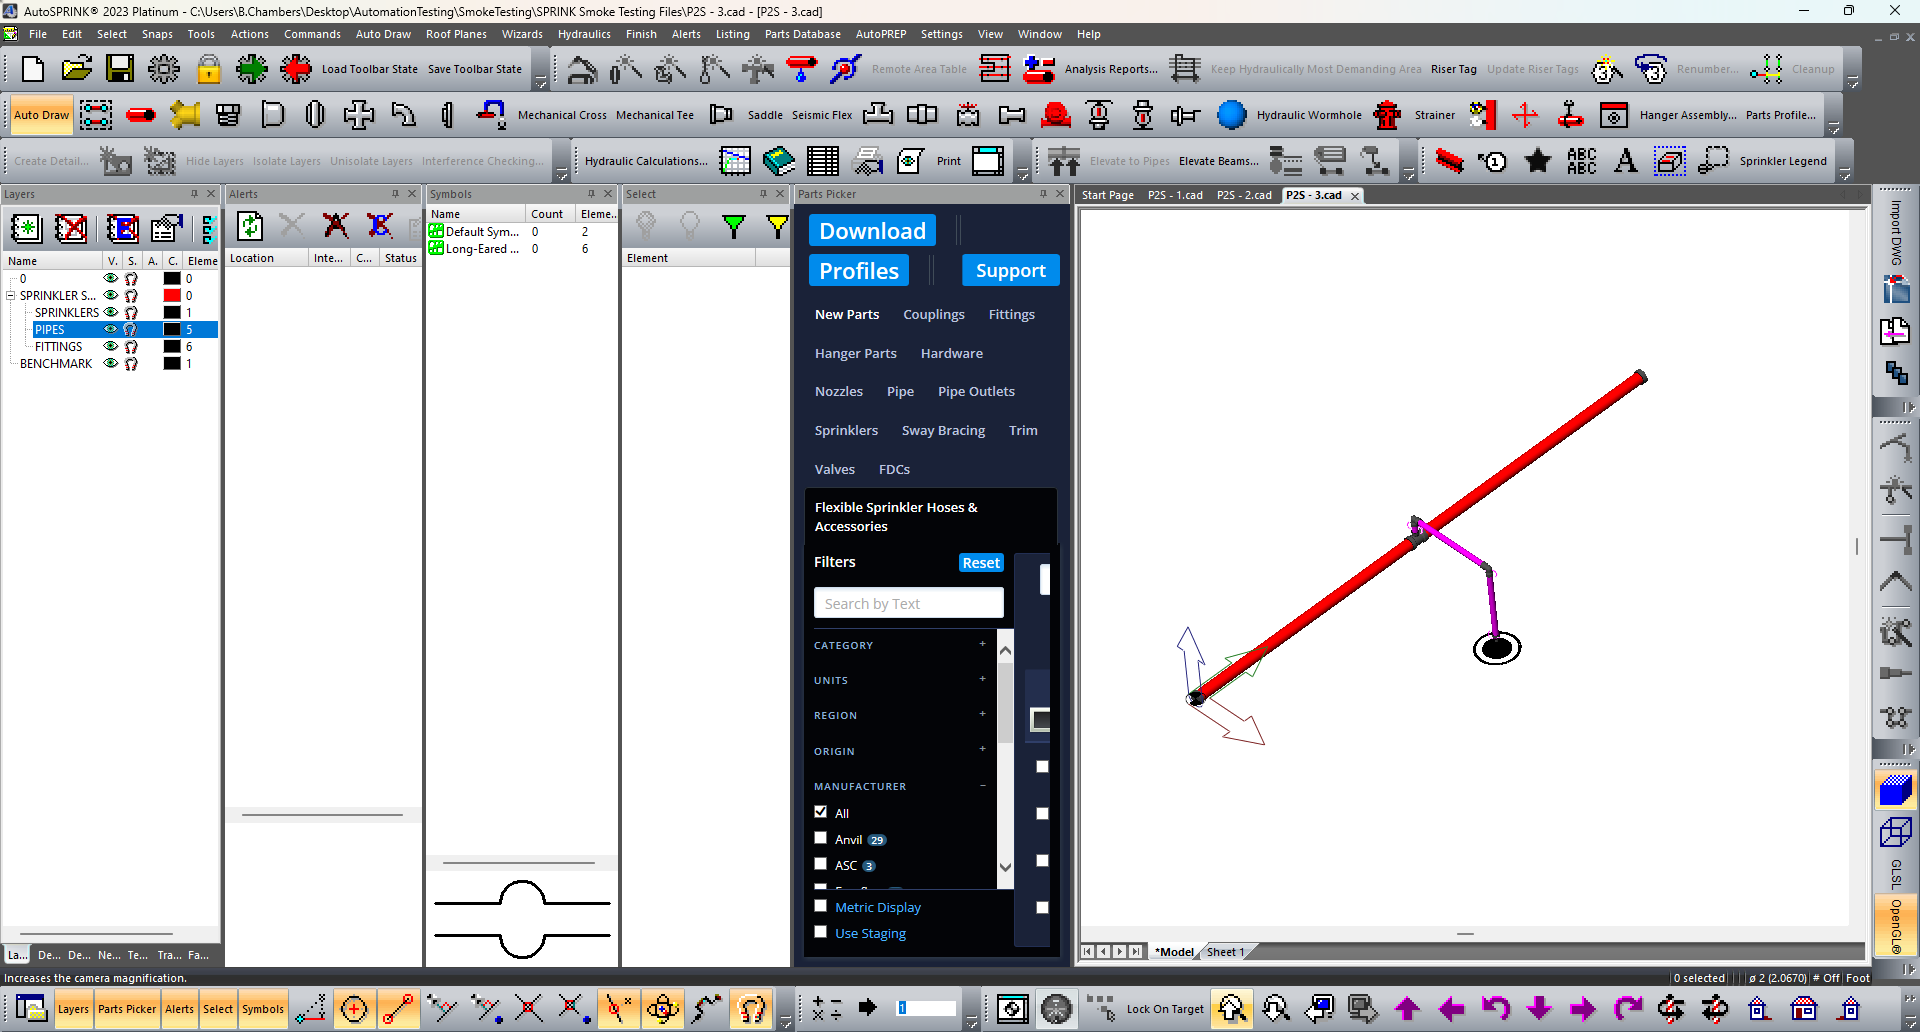 AutoSPRINK® 2023 Platinum - C:\Users\B.Chambers\Desktop\AutomationTesting\SmokeTesting\SPRINK Smoke Testing Files\P2S - 3.cad - [P2S - 3.cad]
File Edit Select Snaps Tools Actions Commands Auto Draw Roof Planes Wizards Hydraulics Finish Alerts Listing Parts Database AutoPREP Settings View Window Help
Load Toolbar State Save Toolbar State Remote Area Table Analysis Reports... Keep Hydraulically Most Demanding Area Riser Tag Update Riser Tags Renumber... Cleanup
Auto Draw Mechanical Cross Mechanical Tee Saddle Seismic Flex Hydraulic Wormhole Strainer Hanger Assembly... Parts Profile...
Create Detail... Hide Layers Isolate Layers Unisolate Layers Interference Checking... Hydraulic Calculations... Print Elevate to Pipes Elevate Beams... ABC ABC A Sprinkler Legend
Layers Alerts Symbols Select Parts Picker Start Page P2S - 1.cad P2S - 2.cad P2S - 3.cad
Name V. S. A. C. Eleme
0 0
SPRINKLER S... 0
SPRINKLERS 1
PIPES 5
FITTINGS 6
BENCHMARK 1
La... De... De... Ne... Te... Tra... Fa...
Location Inte... C... Status
Name Count Eleme..
Default Sym... 0 2
Long-Eared ... 0 6
Element
Download
Profiles Support
New Parts Couplings Fittings
Hanger Parts Hardware
Nozzles Pipe Pipe Outlets
Sprinklers Sway Bracing Trim
Valves FDCs
Flexible Sprinkler Hoses &
Accessories
Filters Reset
Search by Text
CATEGORY +
UNITS +
REGION +
ORIGIN +
MANUFACTURER −
All
Anvil 29
ASC 3
Metric Display
Use Staging
*Model Sheet 1
Import DWG
GLSL
OpenGL®
Increases the camera magnification.
0 selected ø 2 (2.0670) # Off Foot
Layers Parts Picker Alerts Select Symbols 1 Lock On Target